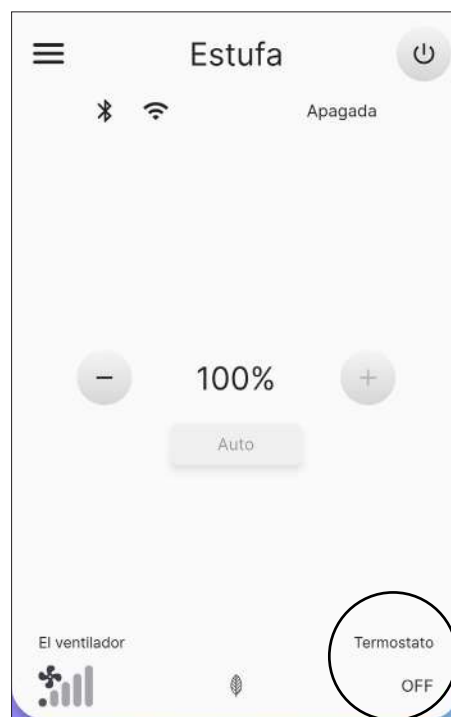 Estufa
Apagada
100%
Auto
El ventilador
Termostato
OFF